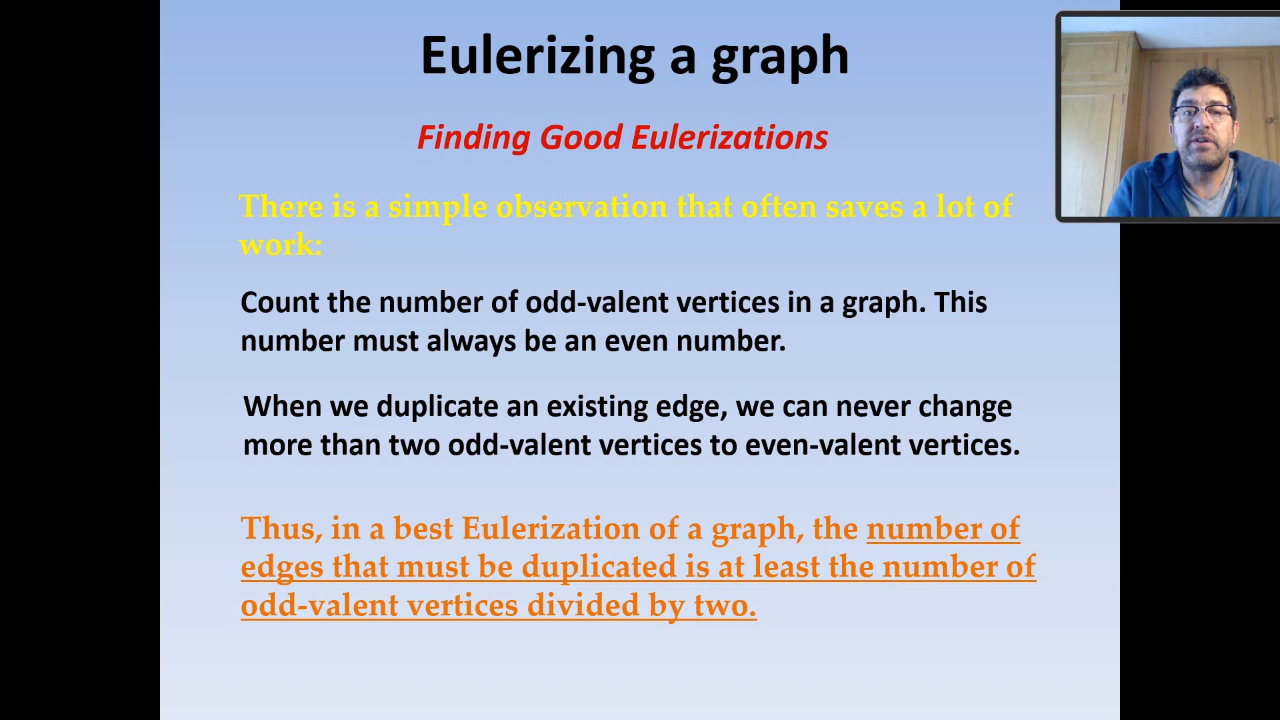 Eulerizing a graph
Finding Good Eulerizations
There is a simple observation that often saves a lot of
work:
Count the number of odd-valent vertices in a graph. This
number must always be an even number.
When we duplicate an existing edge, we can never change
more than two odd-valent vertices to even-valent vertices.
Thus, in a best Eulerization of a graph, the number of
edges that must be duplicated is at least the number of
odd-valent vertices divided by two.